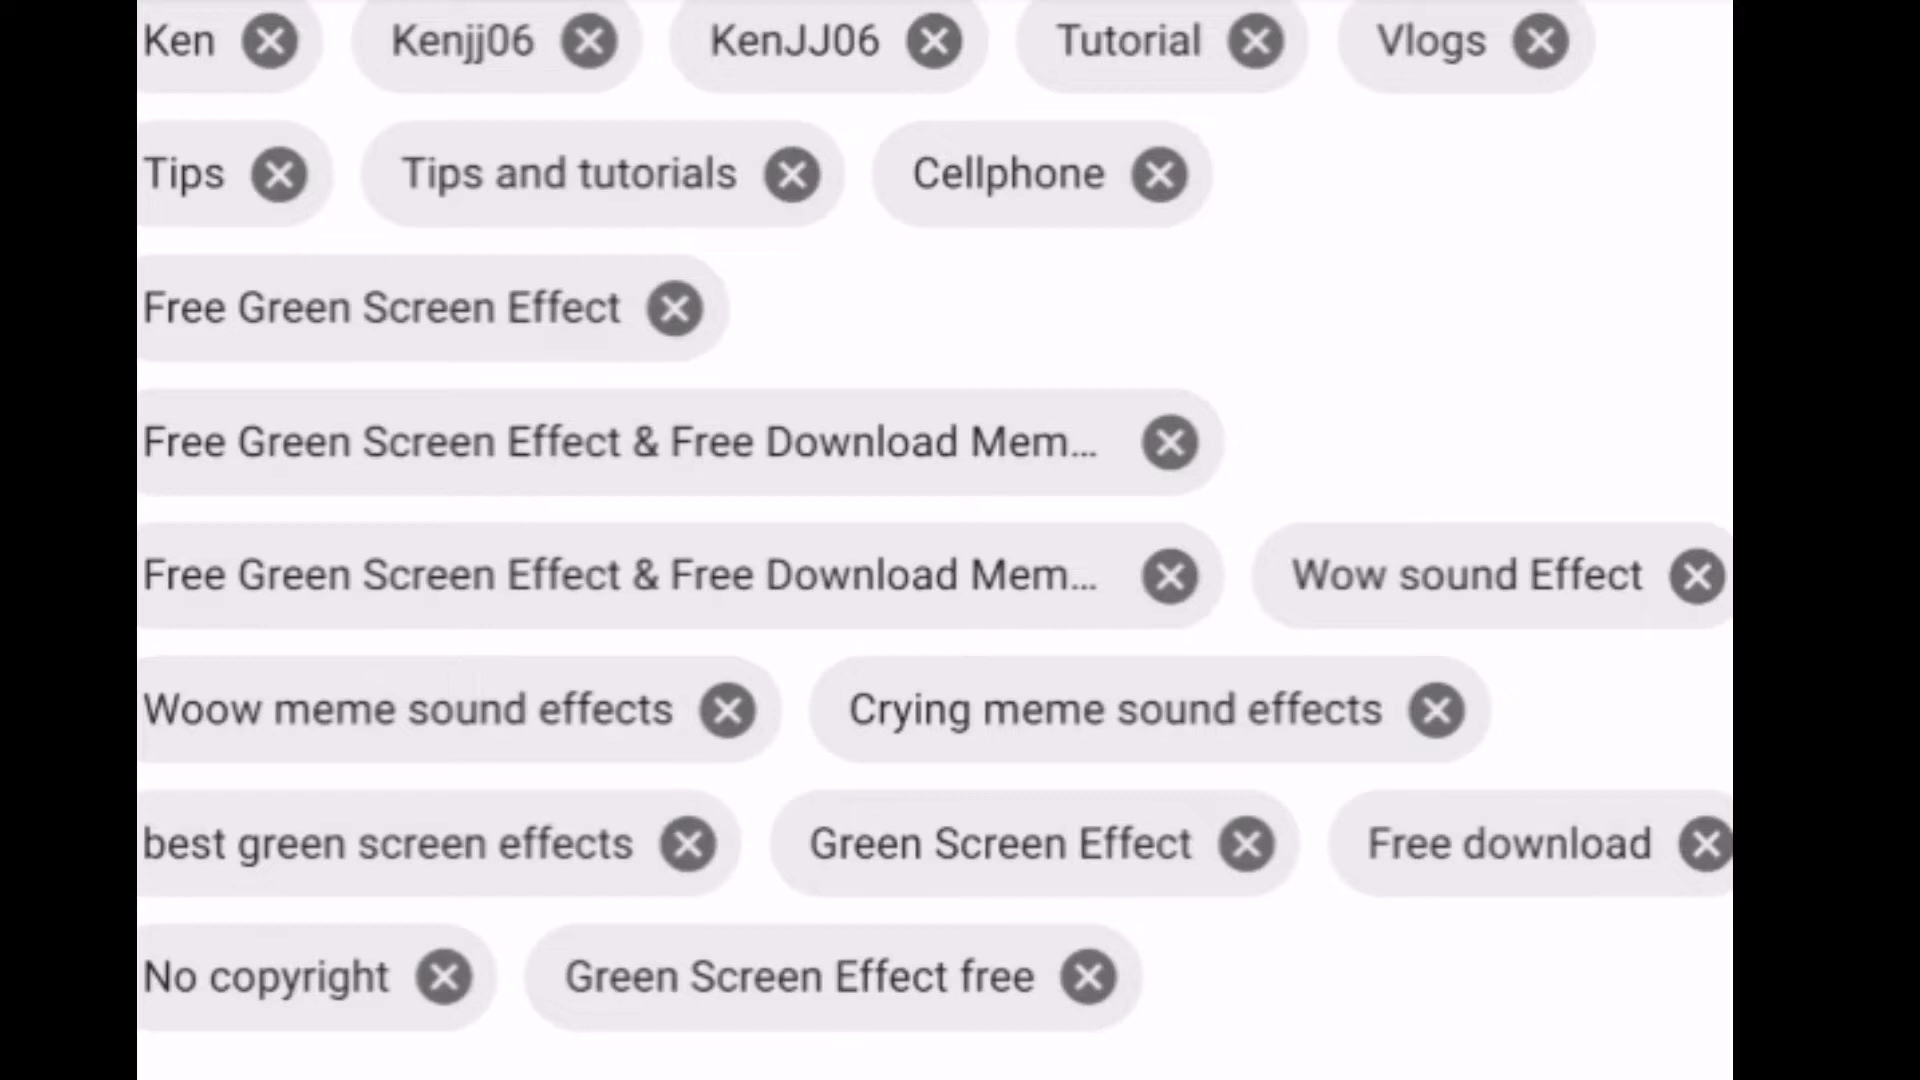 Ken Kenjj06 KenJJ06 Tutorial Vlogs
Tips Tips and tutorials Cellphone
Free Green Screen Effect
Free Green Screen Effect & Free Download Mem...
Free Green Screen Effect & Free Download Mem... Wow sound Effect
Woow meme sound effects Crying meme sound effects
best green screen effects Green Screen Effect Free download
No copyright Green Screen Effect free